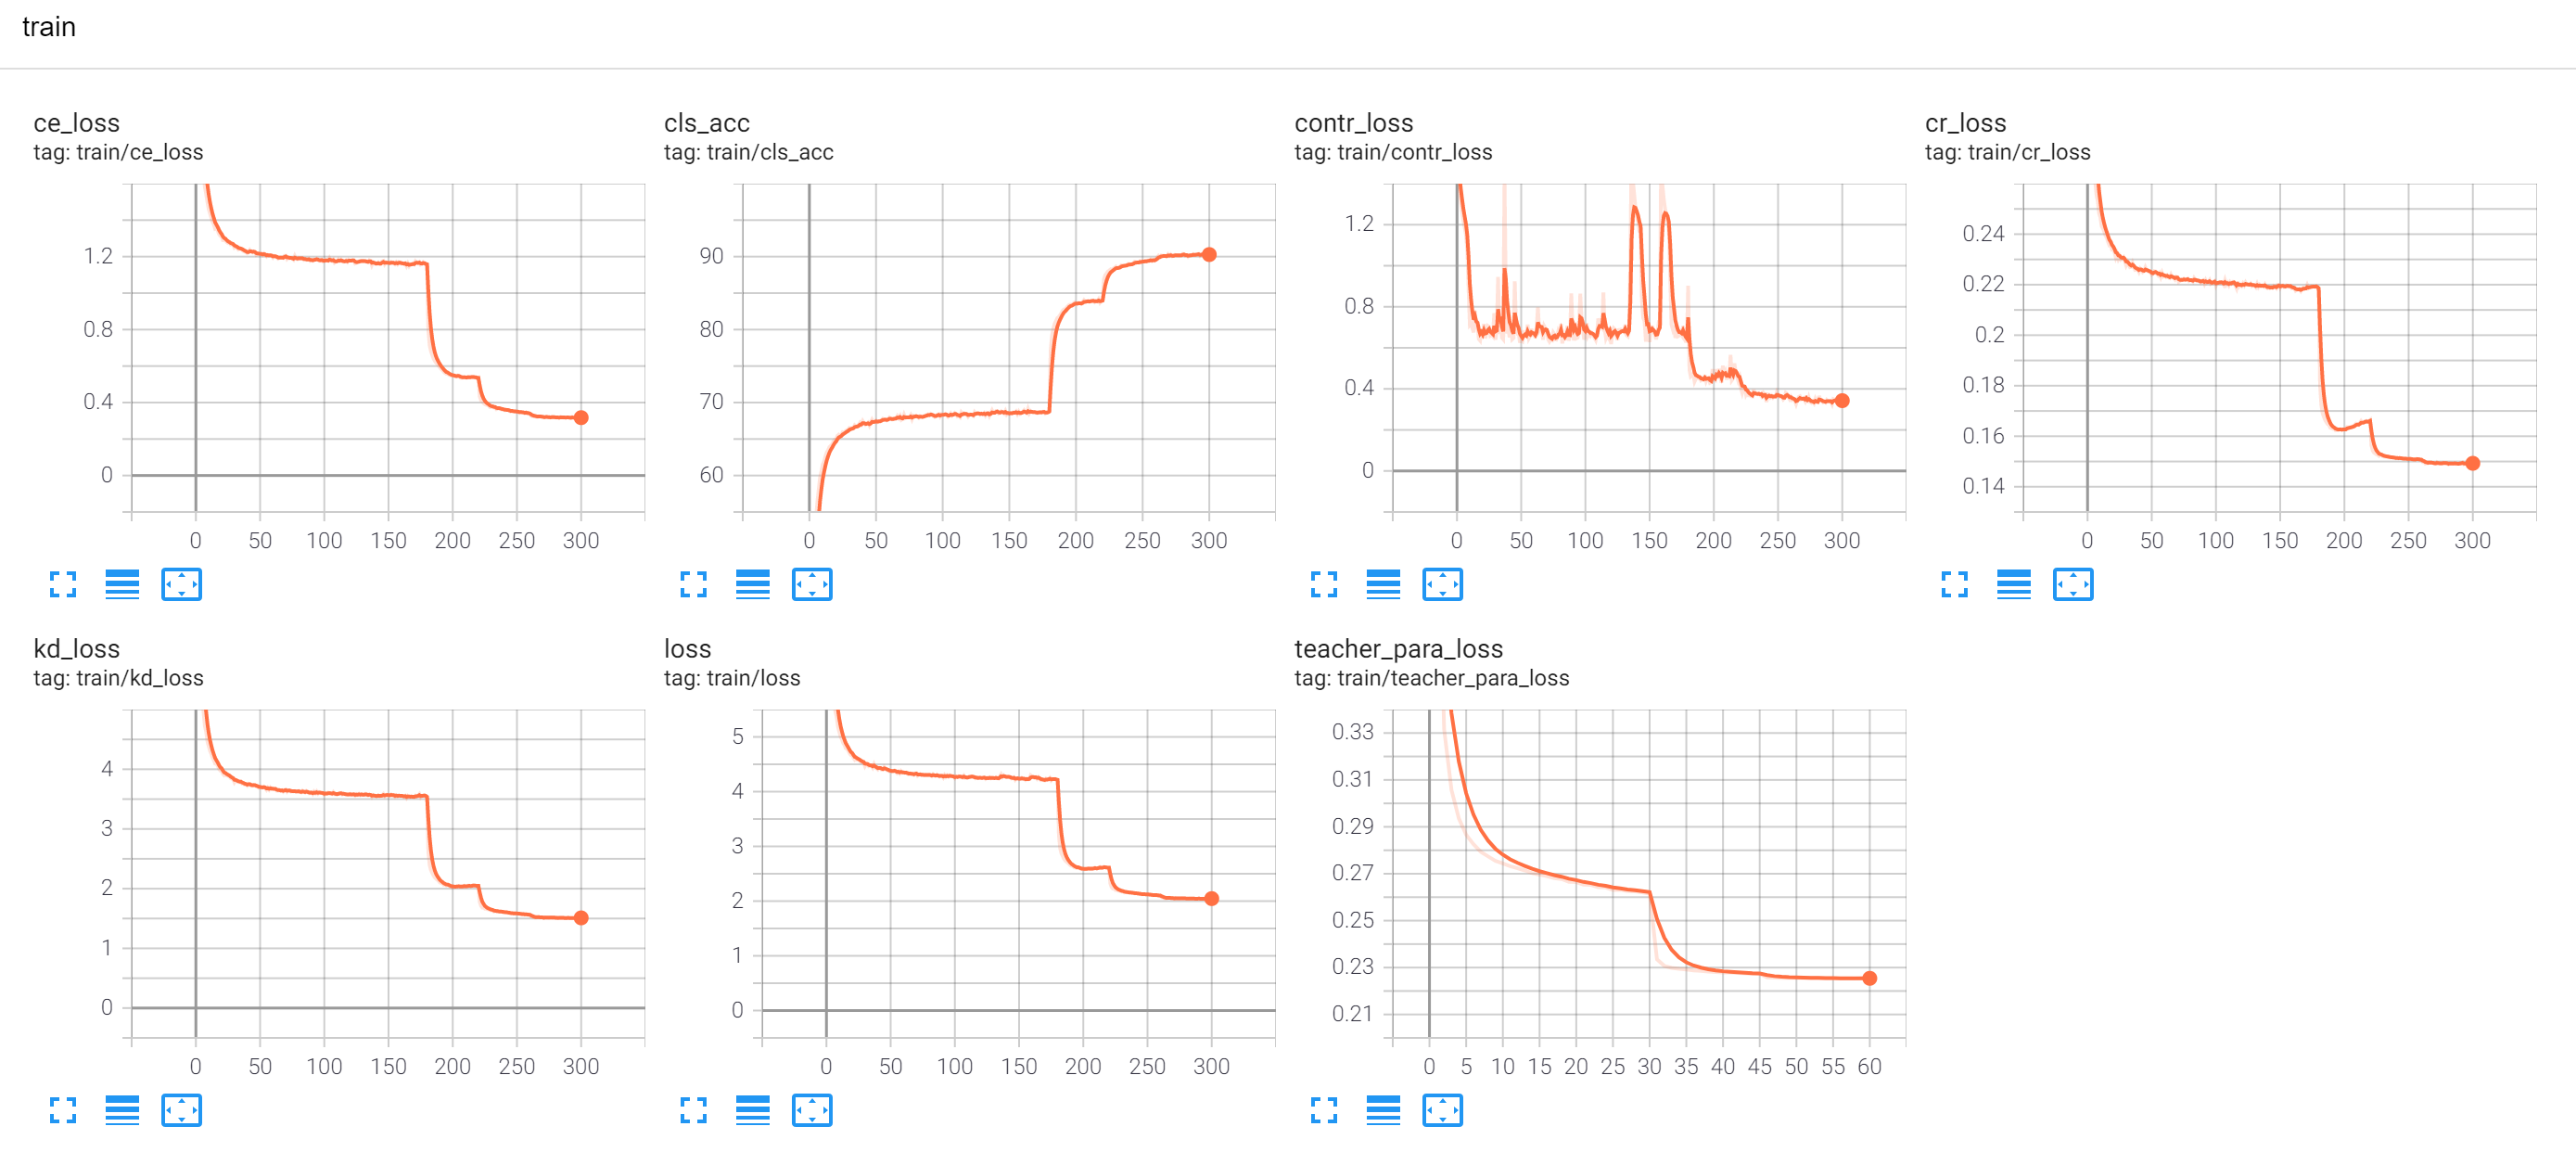 train
ce_loss
tag: train/ce_loss
1.2
0.8
0.4
0
0 50 100 150 200 250 300
cls_acc
tag: train/cls_acc
90
80
70
60
0 50 100 150 200 250 300
contr_loss
tag: train/contr_loss
1.2
0.8
0.4
0
0 50 100 150 200 250 300
cr_loss
tag: train/cr_loss
0.24
0.22
0.2
0.18
0.16
0.14
0 50 100 150 200 250 300
kd_loss
tag: train/kd_loss
4
3
2
1
0
0 50 100 150 200 250 300
loss
tag: train/loss
5
4
3
2
1
0
0 50 100 150 200 250 300
teacher_para_loss
tag: train/teacher_para_loss
0.33
0.31
0.29
0.27
0.25
0.23
0.21
0 5 10 15 20 25 30 35 40 45 50 55 60